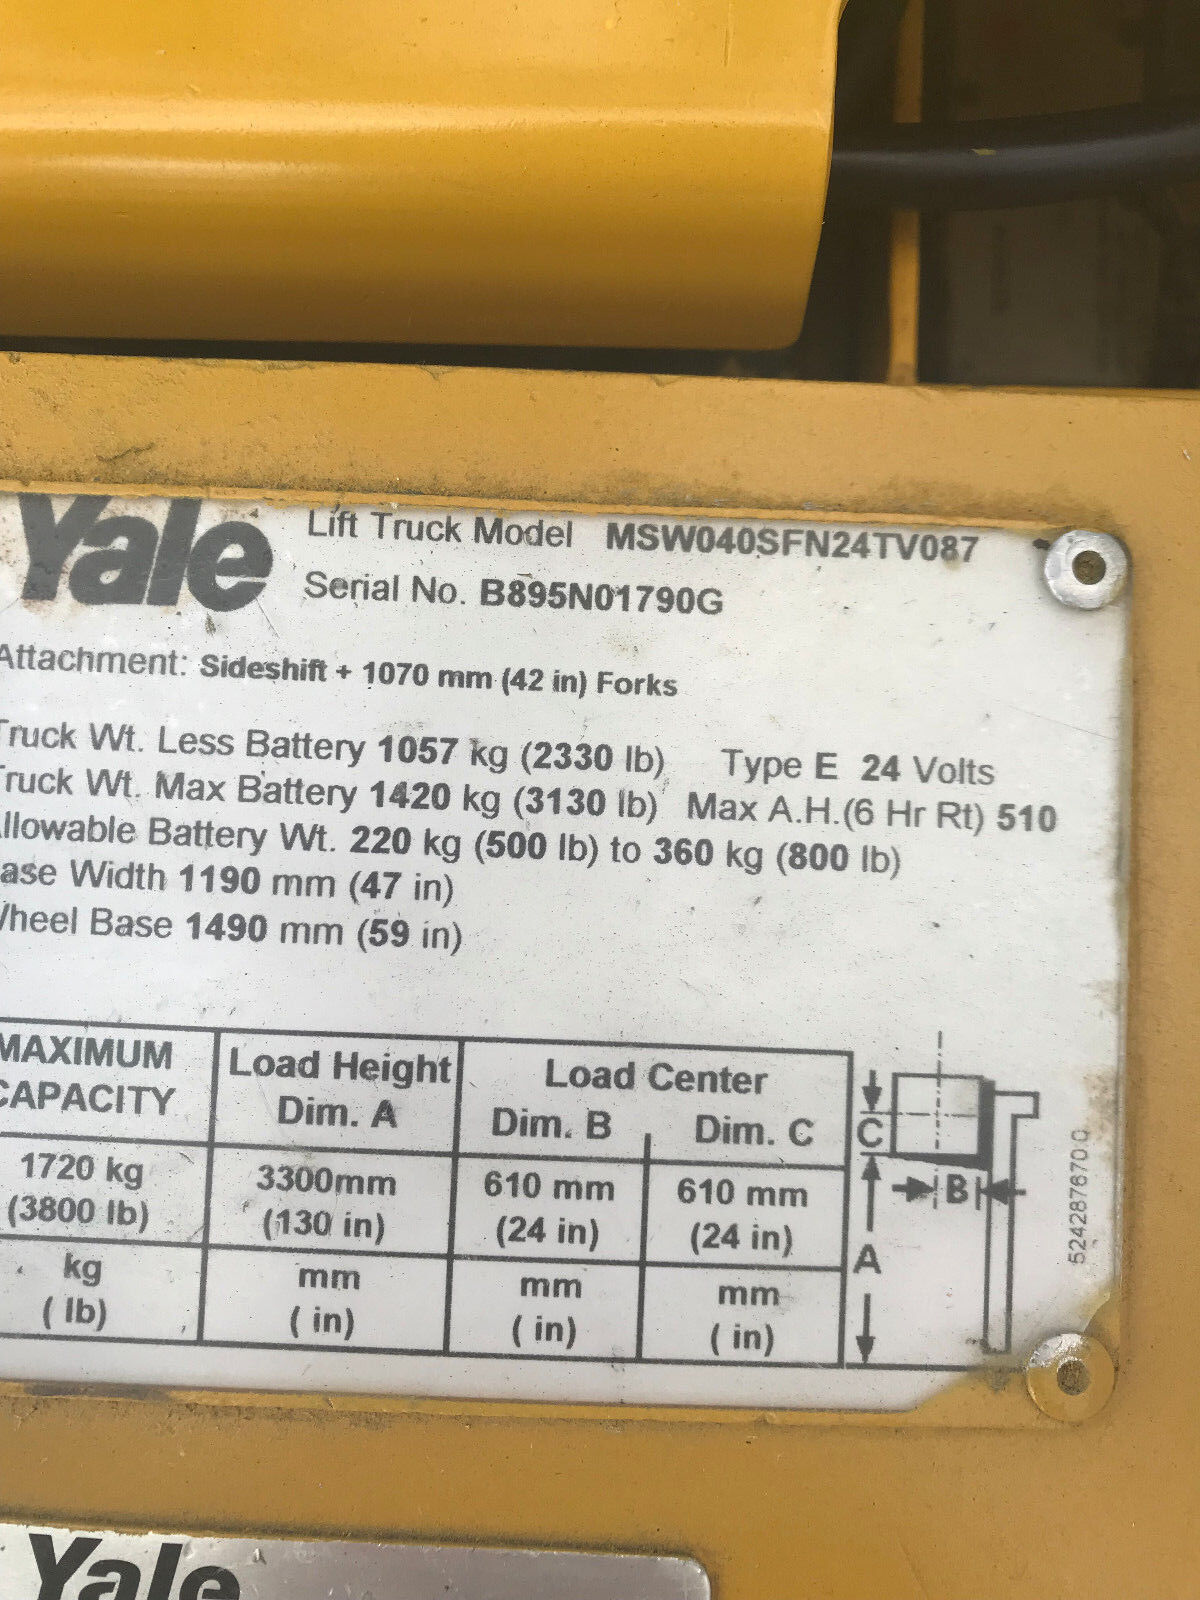 Yale
Lift Truck Model MSW040SFN24TV087
Serial No. B895N01790G
Attachment: Sideshift + 1070 mm (42 in) Forks
Truck Wt. Less Battery 1057 kg (2330 lb) Type E 24 Volts
Truck Wt. Max Battery 1420 kg (3130 lb) Max A.H.(6 Hr Rt) 510
llowable Battery Wt. 220 kg (500 lb) to 360 kg (800 lb)
ase Width 1190 mm (47 in)
Wheel Base 1490 mm (59 in)
MAXIMUM CAPACITY Load Height Dim. A Load Center Dim. B Dim. C
1720 kg 3300mm 610 mm 610 mm
(3800 lb) (130 in) (24 in) (24 in)
kg mm mm mm
( lb) ( in) ( in) ( in)
C
B
A
524287670
Yale